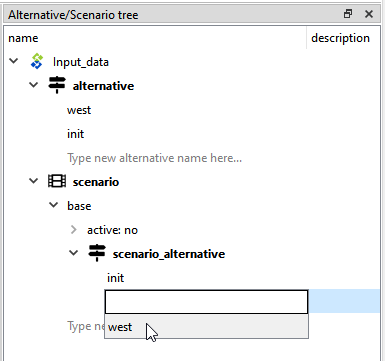 Alternative/Scenario tree
name description
Input_data
alternative
west
init
Type new alternative name here...
scenario
base
active: no
scenario_alternative
init
west
Type